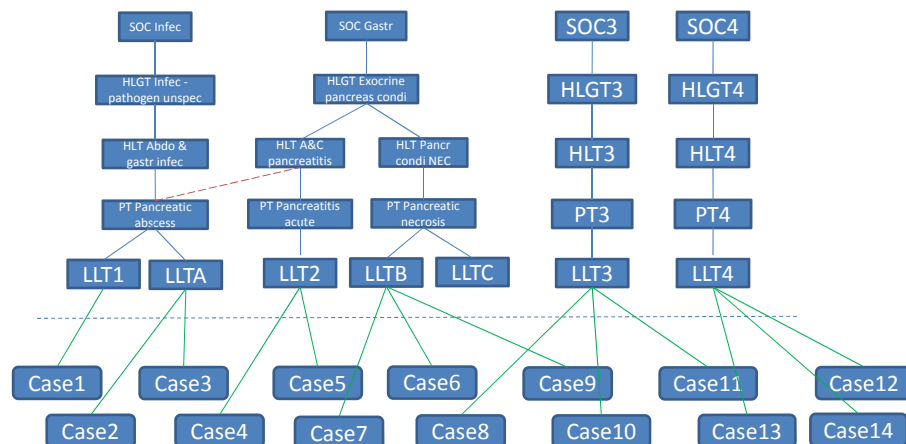 SOC Infec
SOC Gastr
SOC3
SOC4
HLGT Infec -
pathogen unspec
HLGT Exocrine
pancreas condi
HLGT3
HLGT4
HLT Abdo &
gastr infec
HLT A&C
pancreatitis
HLT Pancr
condi NEC
HLT3
HLT4
PT Pancreatic
abscess
PT Pancreatitis
acute
PT Pancreatic
necrosis
PT3
PT4
LLT1
LLTA
LLT2
LLTB
LLTC
LLT3
LLT4
Case1
Case3
Case5
Case6
Case9
Case11
Case12
Case2
Case4
Case7
Case8
Case10
Case13
Case14